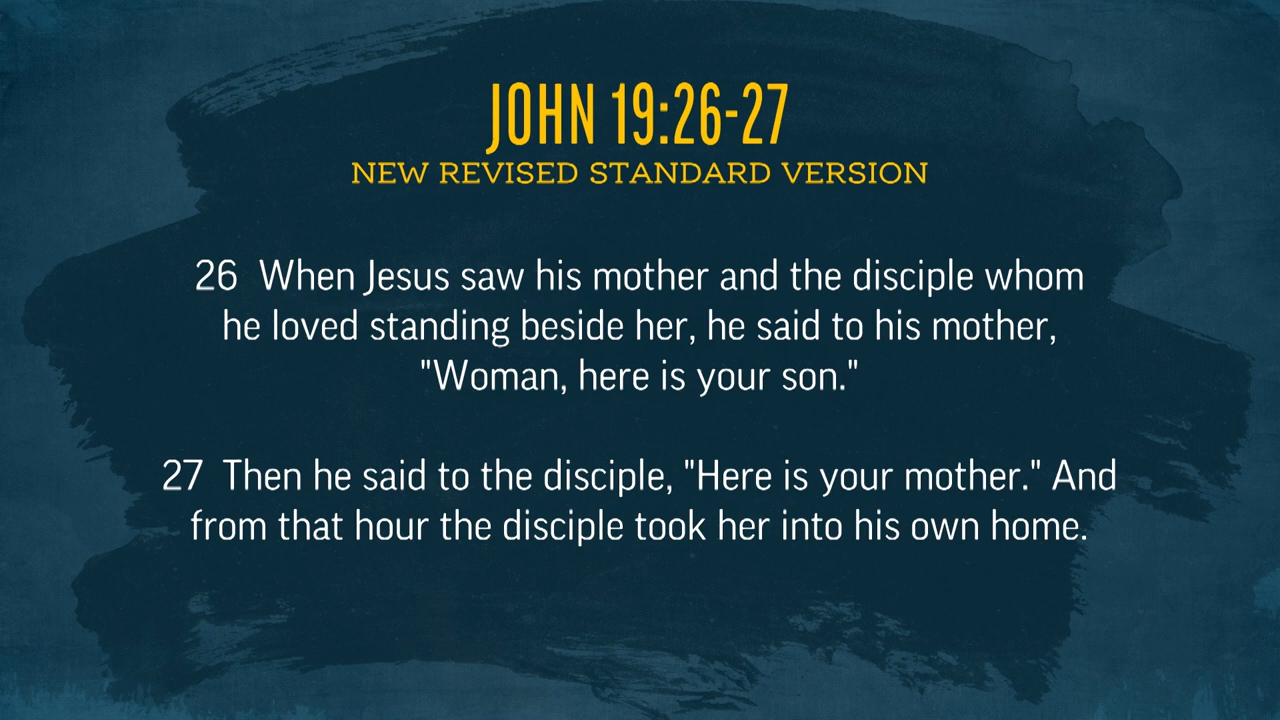 JOHN 19:26-27
NEW REVISED STANDARD VERSION
26 When Jesus saw his mother and the disciple whom
he loved standing beside her, he said to his mother,
"Woman, here is your son."
27 Then he said to the disciple, "Here is your mother." And
from that hour the disciple took her into his own home.